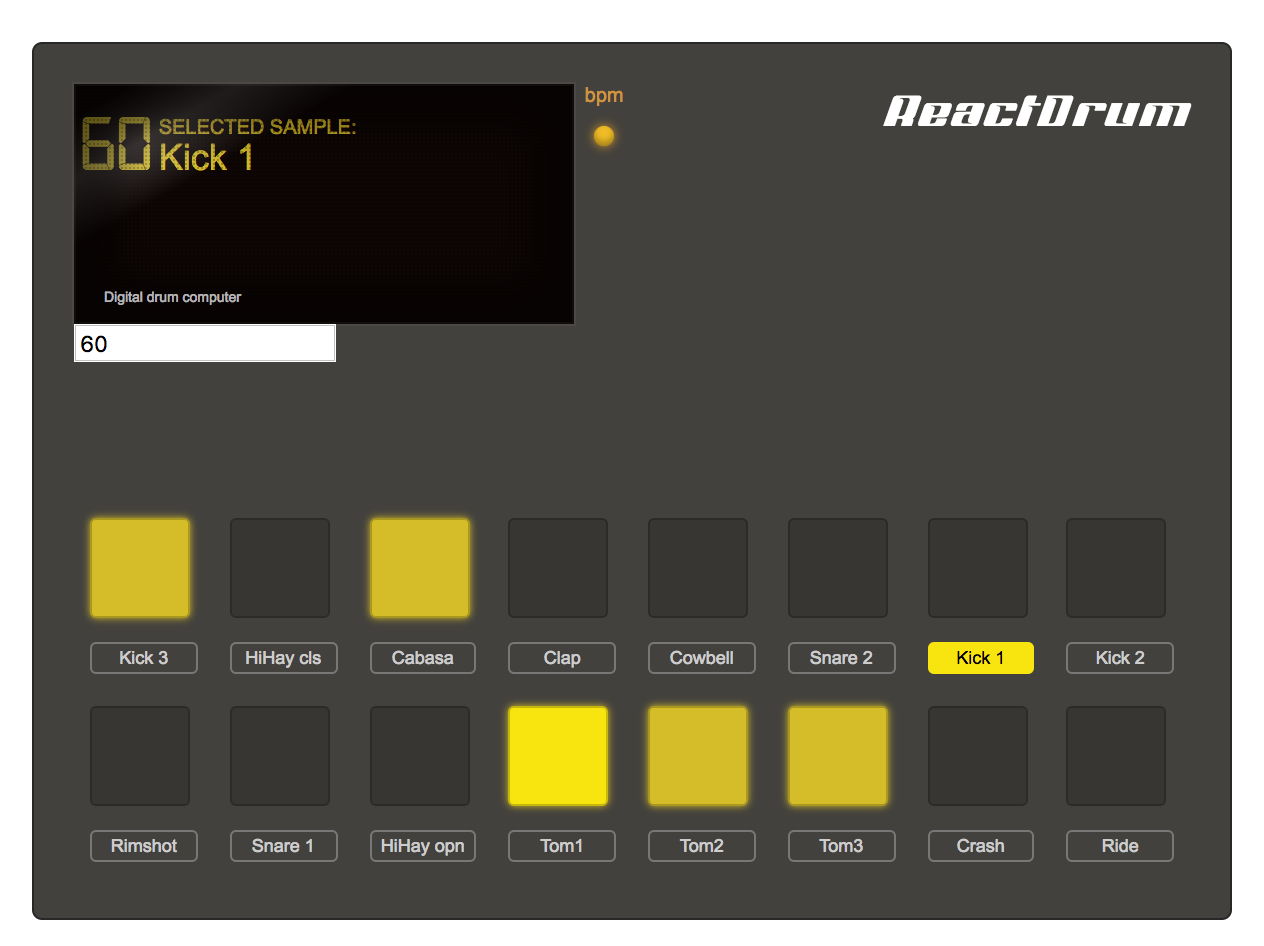 bpm
ReactDrum
60
SELECTED SAMPLE:
Kick 1
Digital drum computer
60
Kick 3
HiHay cls
Cabasa
Clap
Cowbell
Snare 2
Kick 1
Kick 2
Rimshot
Snare 1
HiHay opn
Tom1
Tom2
Tom3
Crash
Ride